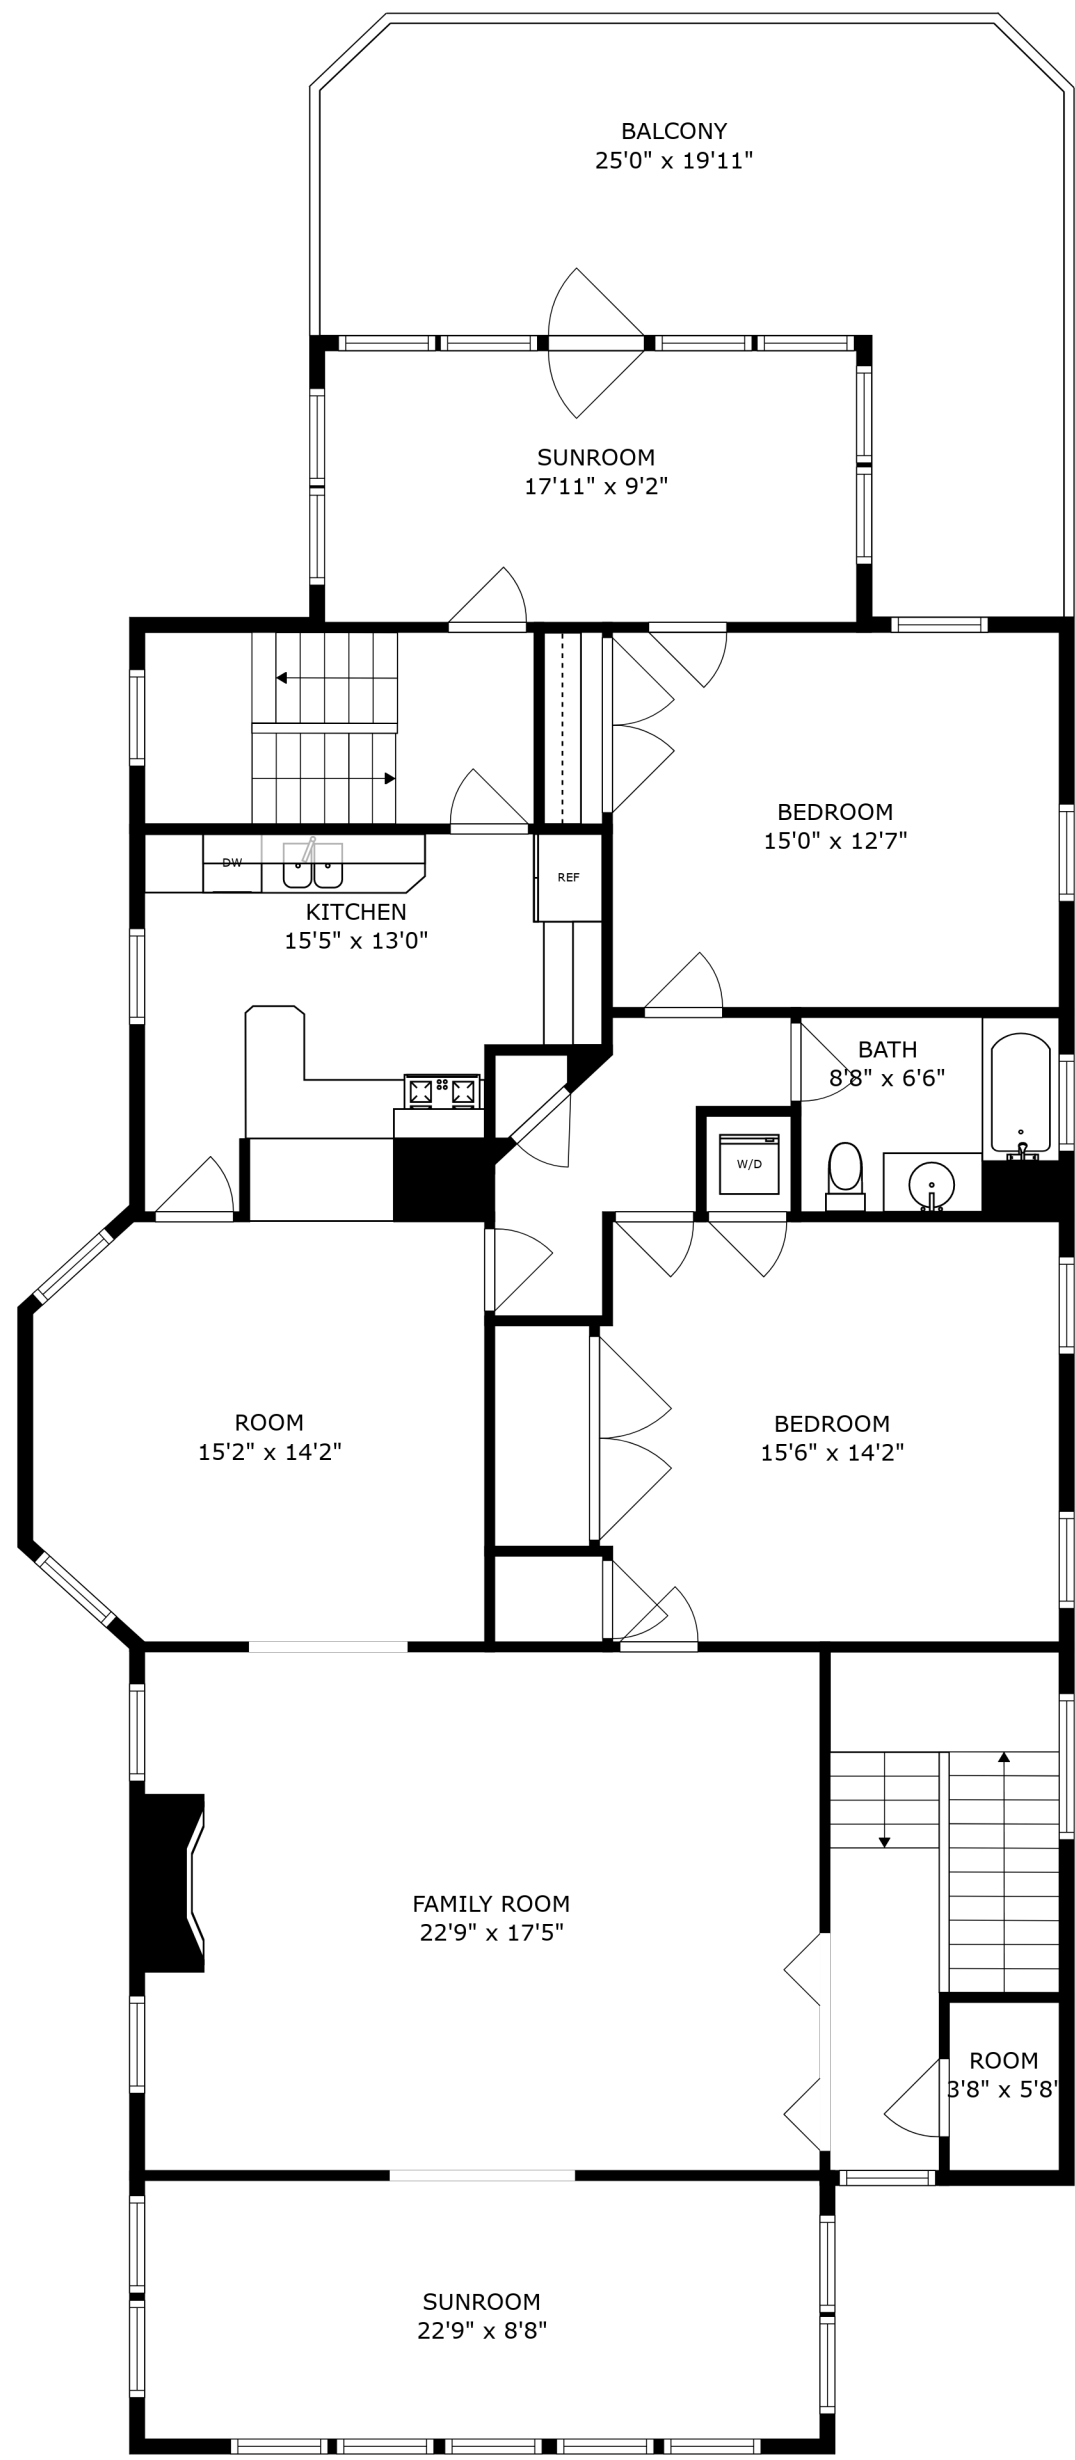 BALCONY
25'0" x 19'11"
SUNROOM
17'11" x 9'2"
BEDROOM
15'0" x 12'7"
DW
REF
KITCHEN
15'5" x 13'0"
BATH
8'8" x 6'6"
W/D
ROOM
15'2" x 14'2"
BEDROOM
15'6" x 14'2"
FAMILY ROOM
22'9" x 17'5"
ROOM
3'8" x 5'8"
SUNROOM
22'9" x 8'8"